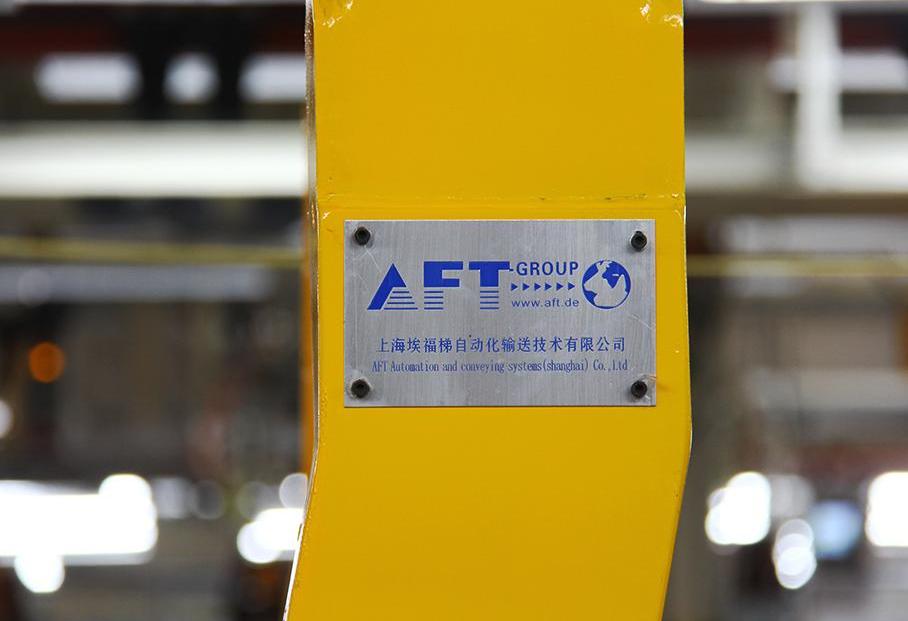 AFT-GROUP
www.aft.de
上海埃福梯自动化输送技术有限公司
AFT Automation and conveying systems(shanghai) Co.,ltd